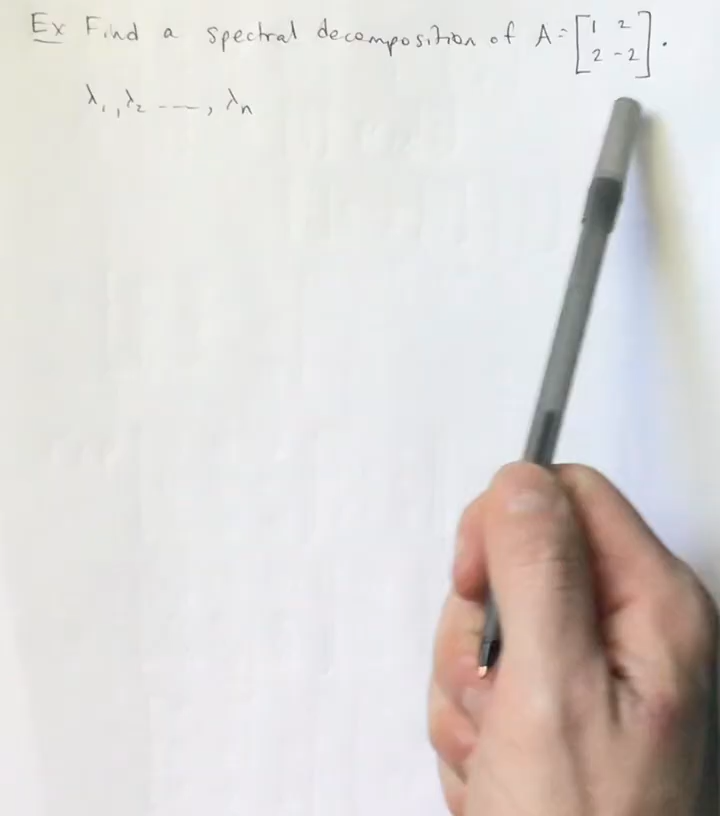 Ex Find a spectral decomposition of A = [1 2
2 -2].
λ₁, λ₂ ---, λₙ